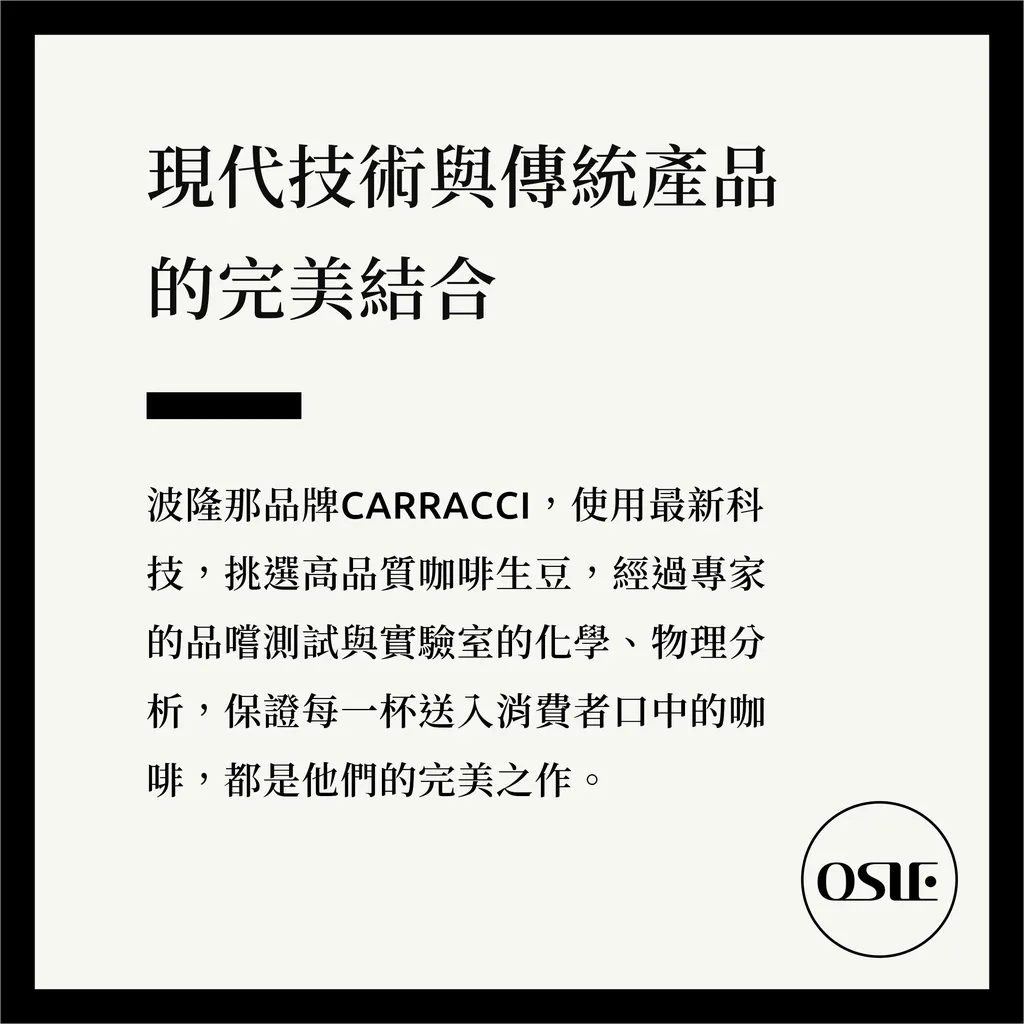 現代技術與傳統產品
的完美結合
波隆那品牌CARRACCI，使用最新科
技，挑選高品質咖啡生豆，經過專家
的品嚐測試與實驗室的化學、物理分
析，保證每一杯送入消費者口中的咖
啡，都是他們的完美之作。
OSLE